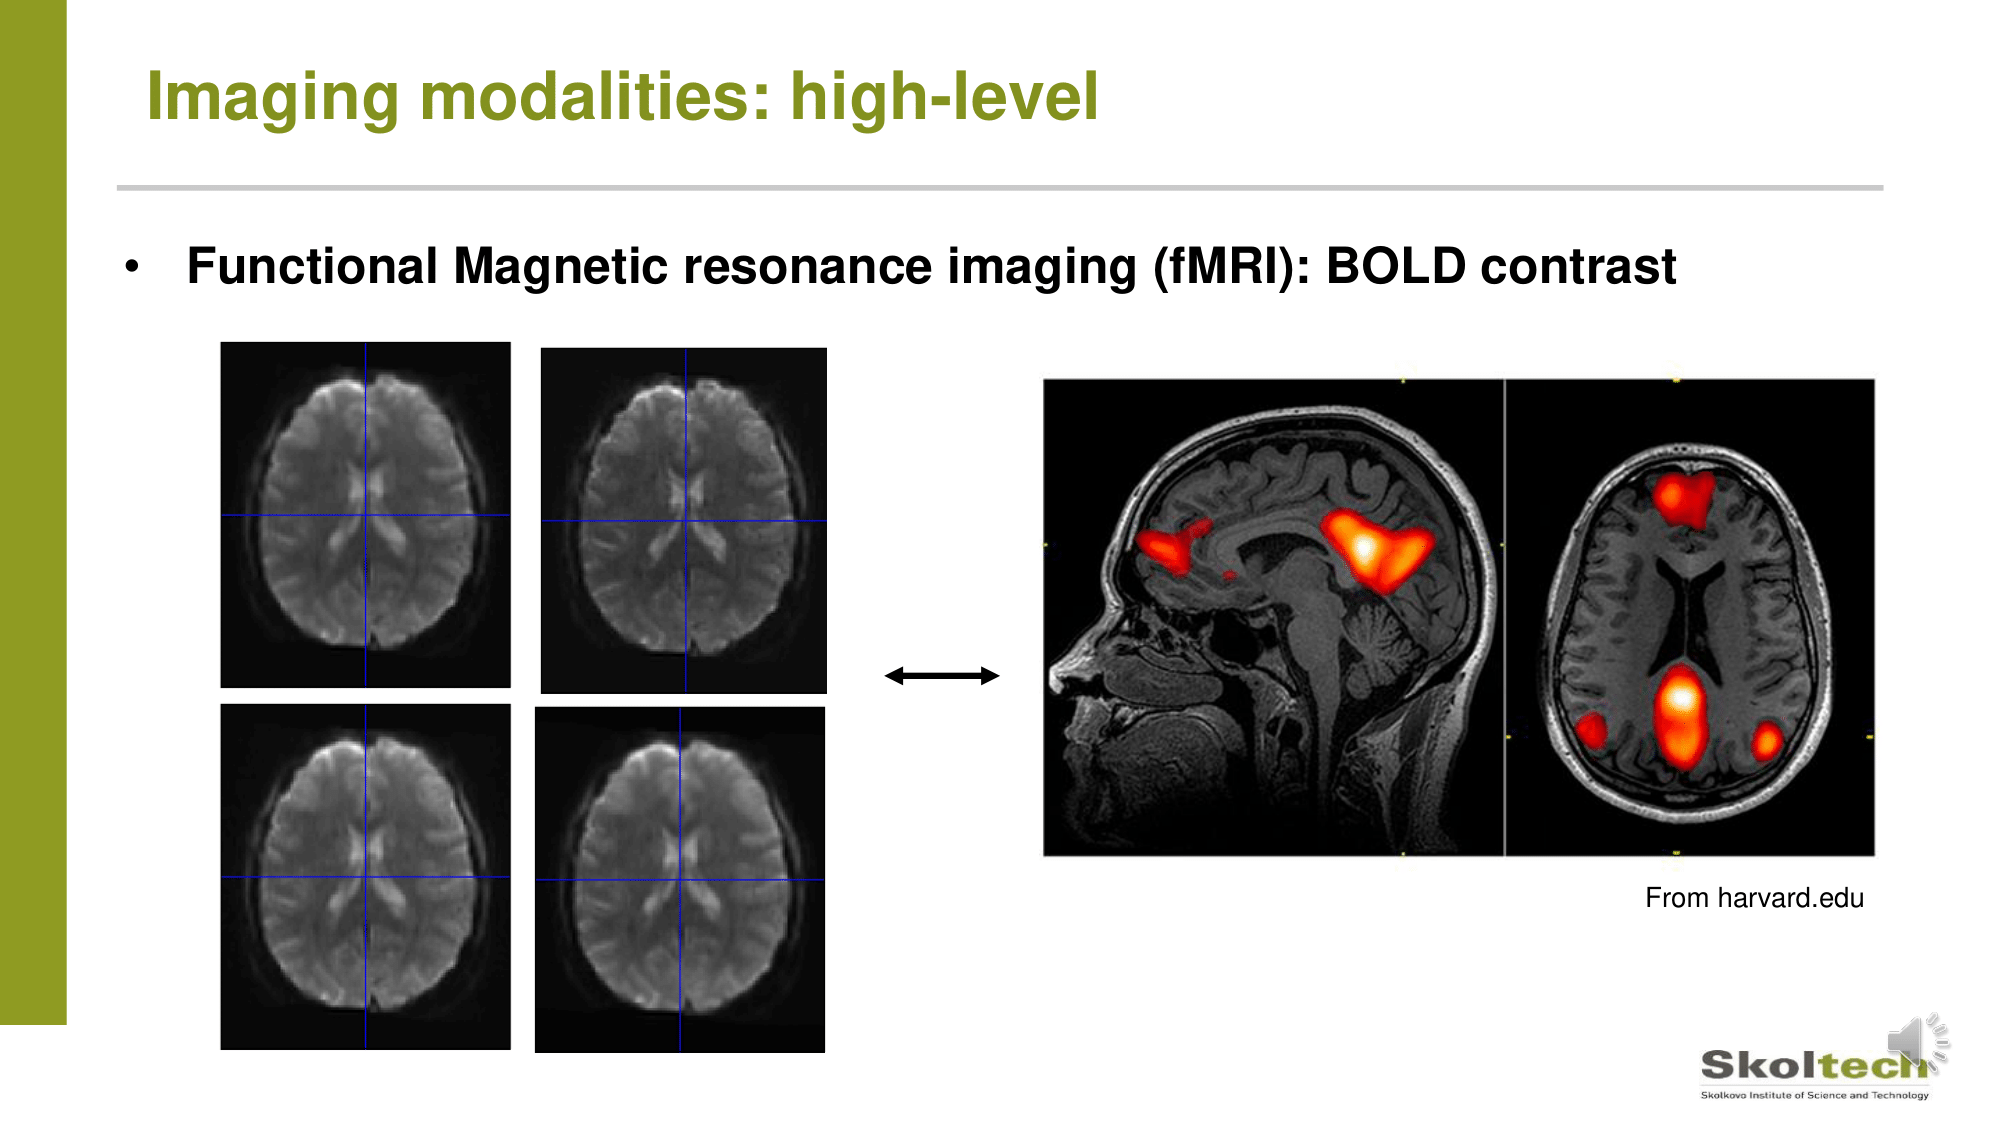 Imaging modalities: high-level
• Functional Magnetic resonance imaging (fMRI): BOLD contrast
From harvard.edu
Skoltech
Skolkovo Institute of Science and Technology